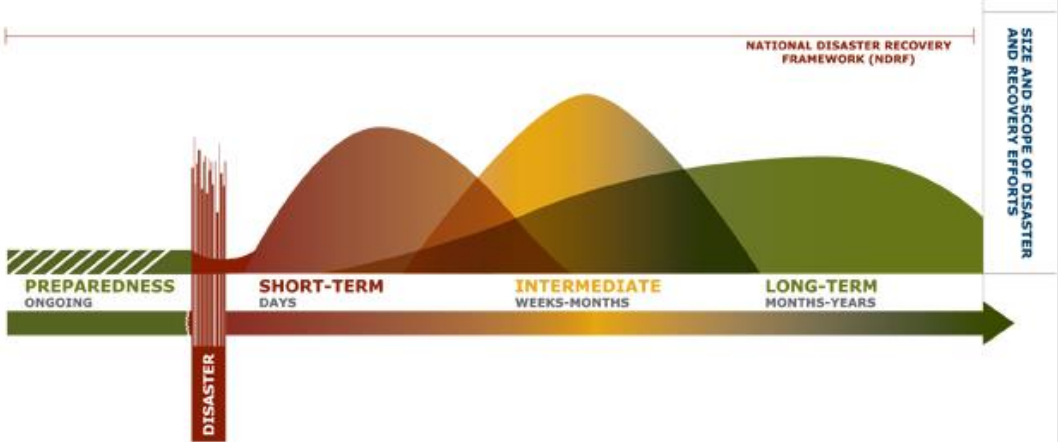 NATIONAL DISASTER RECOVERY
FRAMEWORK (NDRF)
SIZE AND SCOPE OF DISASTER
AND RECOVERY EFFORTS
PREPAREDNESS
ONGOING
SHORT-TERM
DAYS
INTERMEDIATE
WEEKS-MONTHS
LONG-TERM
MONTHS-YEARS
DISASTER